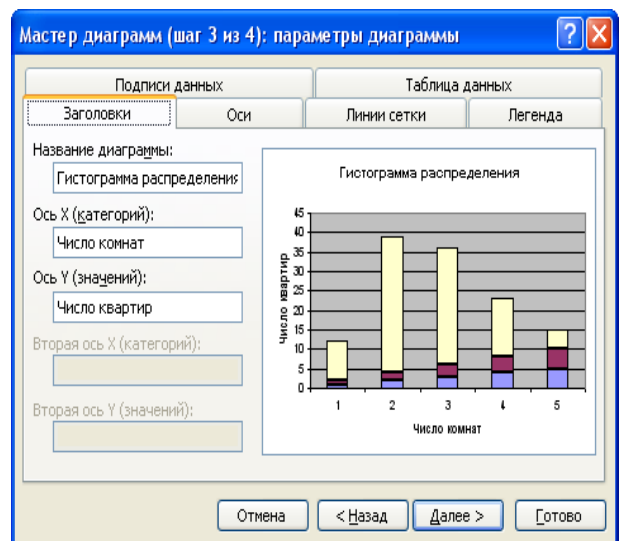 Мастер диаграмм (шаг 3 из 4): параметры диаграммы
Подписи данных
Таблица данных
Заголовки
Оси
Линии сетки
Легенда
Название диаграммы:
Гистограмма распределения
Ось X (категорий):
Число комнат
Ось Y (значений):
Число квартир
Вторая ось X (категорий):
Вторая ось Y (значений):
Гистограмма распределения
Число квартир
45
40
35
30
25
20
15
10
5
0
1 2 3 4 5
Число комнат
Отмена
< Назад
Далее >
Готово